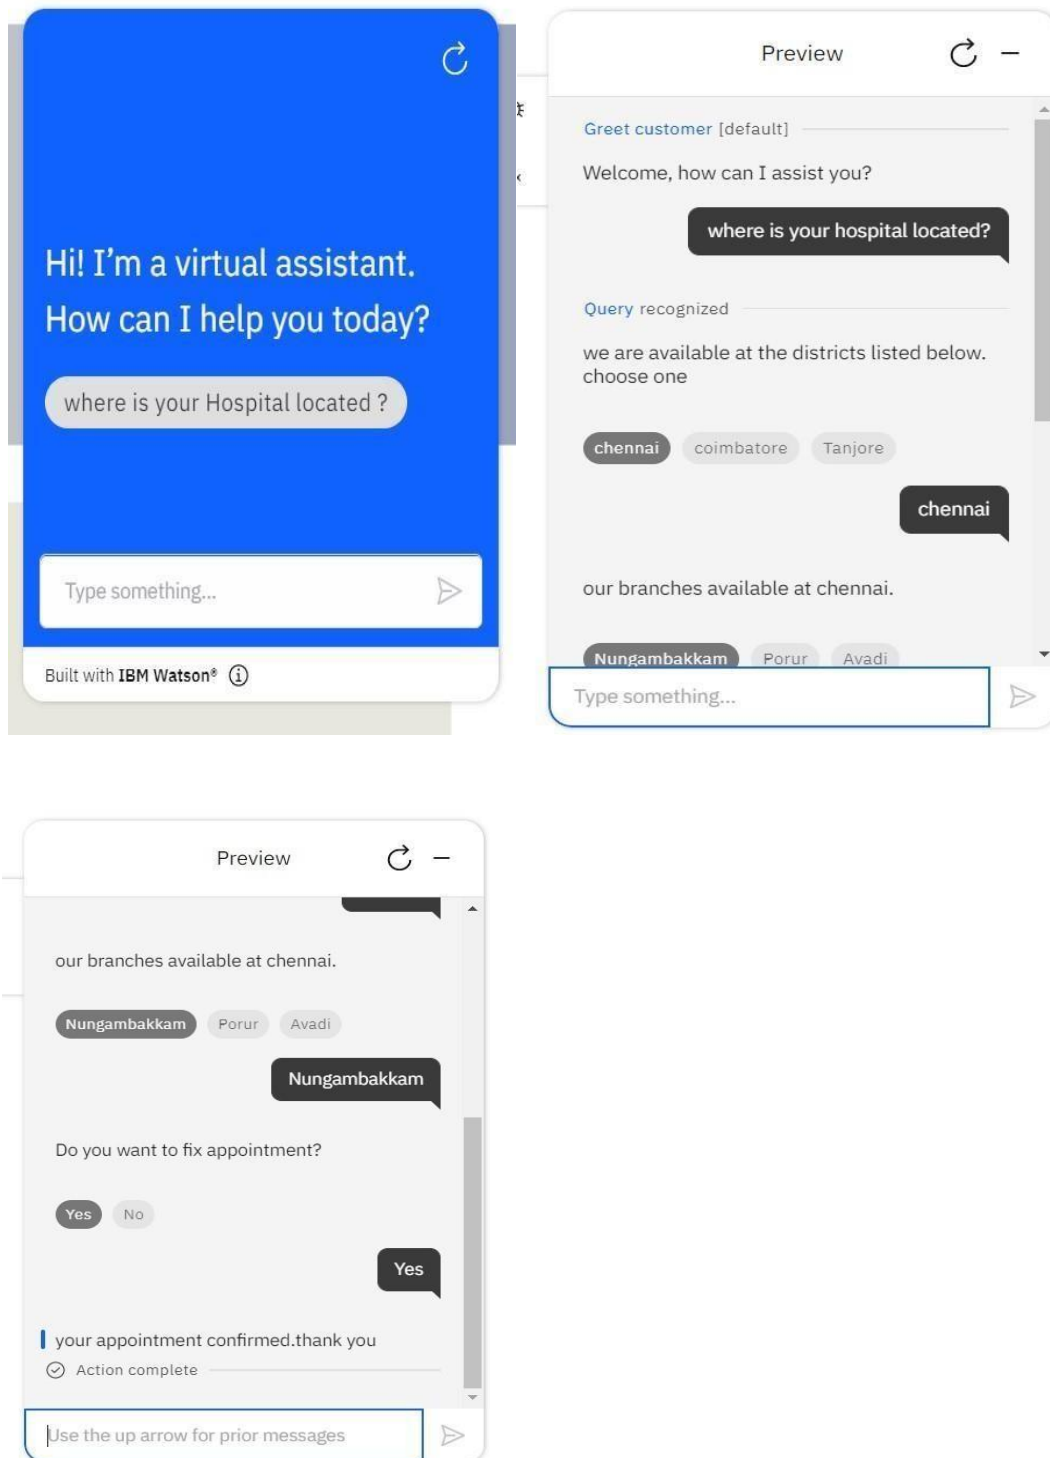 Hi! I'm a virtual assistant.
How can I help you today?
where is your Hospital located ?
Type something...
Built with IBM Watson® ⓘ
Preview
Greet customer [default]
Welcome, how can I assist you?
where is your hospital located?
Query recognized
we are available at the districts listed below.
choose one
chennai coimbatore Tanjore
chennai
our branches available at chennai.
Nungambakkam Porur Avadi
Type something...
Preview
our branches available at chennai.
Nungambakkam Porur Avadi
Nungambakkam
Do you want to fix appointment?
Yes No
Yes
your appointment confirmed.thank you
Action complete
Use the up arrow for prior messages